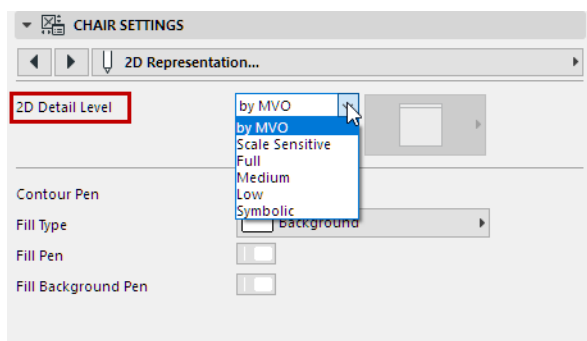 CHAIR SETTINGS
2D Representation...
2D Detail Level
by MVO
by MVO
Scale Sensitive
Full
Medium
Low
Symbolic
Contour Pen
Fill Type
Background
Fill Pen
Fill Background Pen